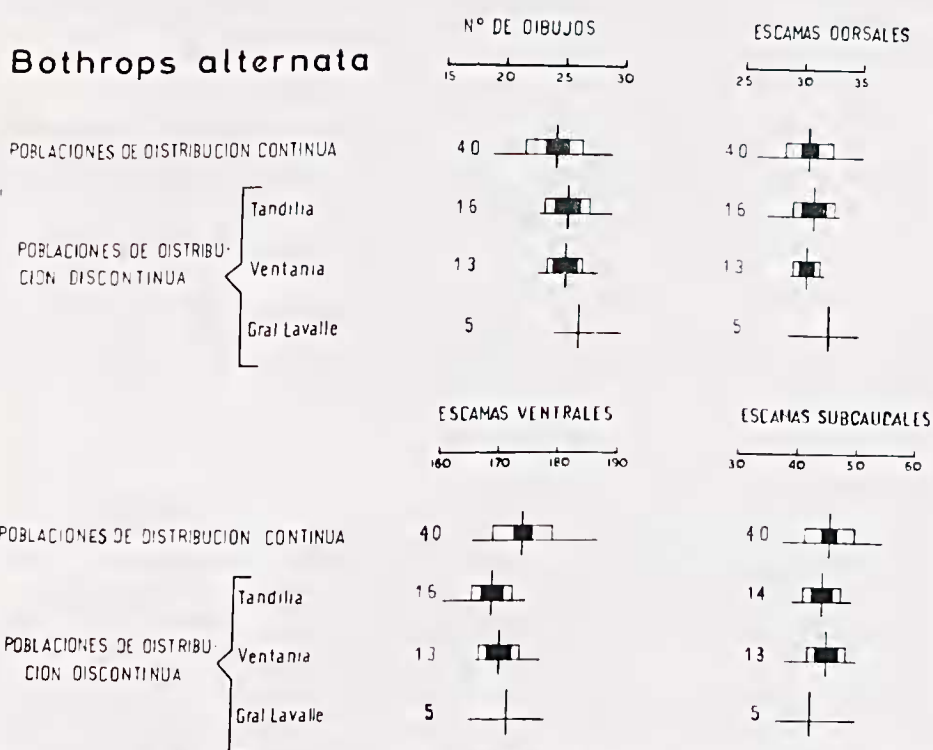 Bothrops alternata
Nº DE DIBUJOS
15 20 25 30
ESCAMAS DORSALES
25 30 35
POBLACIONES DE DISTRIBUCION CONTINUA
40
40
POBLACIONES DE DISTRIBU-
CION DISCONTINUA
Tandilia
16
16
Ventania
13
13
Gral Lavalle
5
5
ESCAMAS VENTRALES
160 170 180 190
ESCAMAS SUBCAUDALES
30 40 50 60
POBLACIONES DE DISTRIBUCION CONTINUA
40
40
POBLACIONES DE DISTRIBU-
CION DISCONTINUA
Tandilia
16
14
Ventania
13
13
Gral Lavalle
5
5